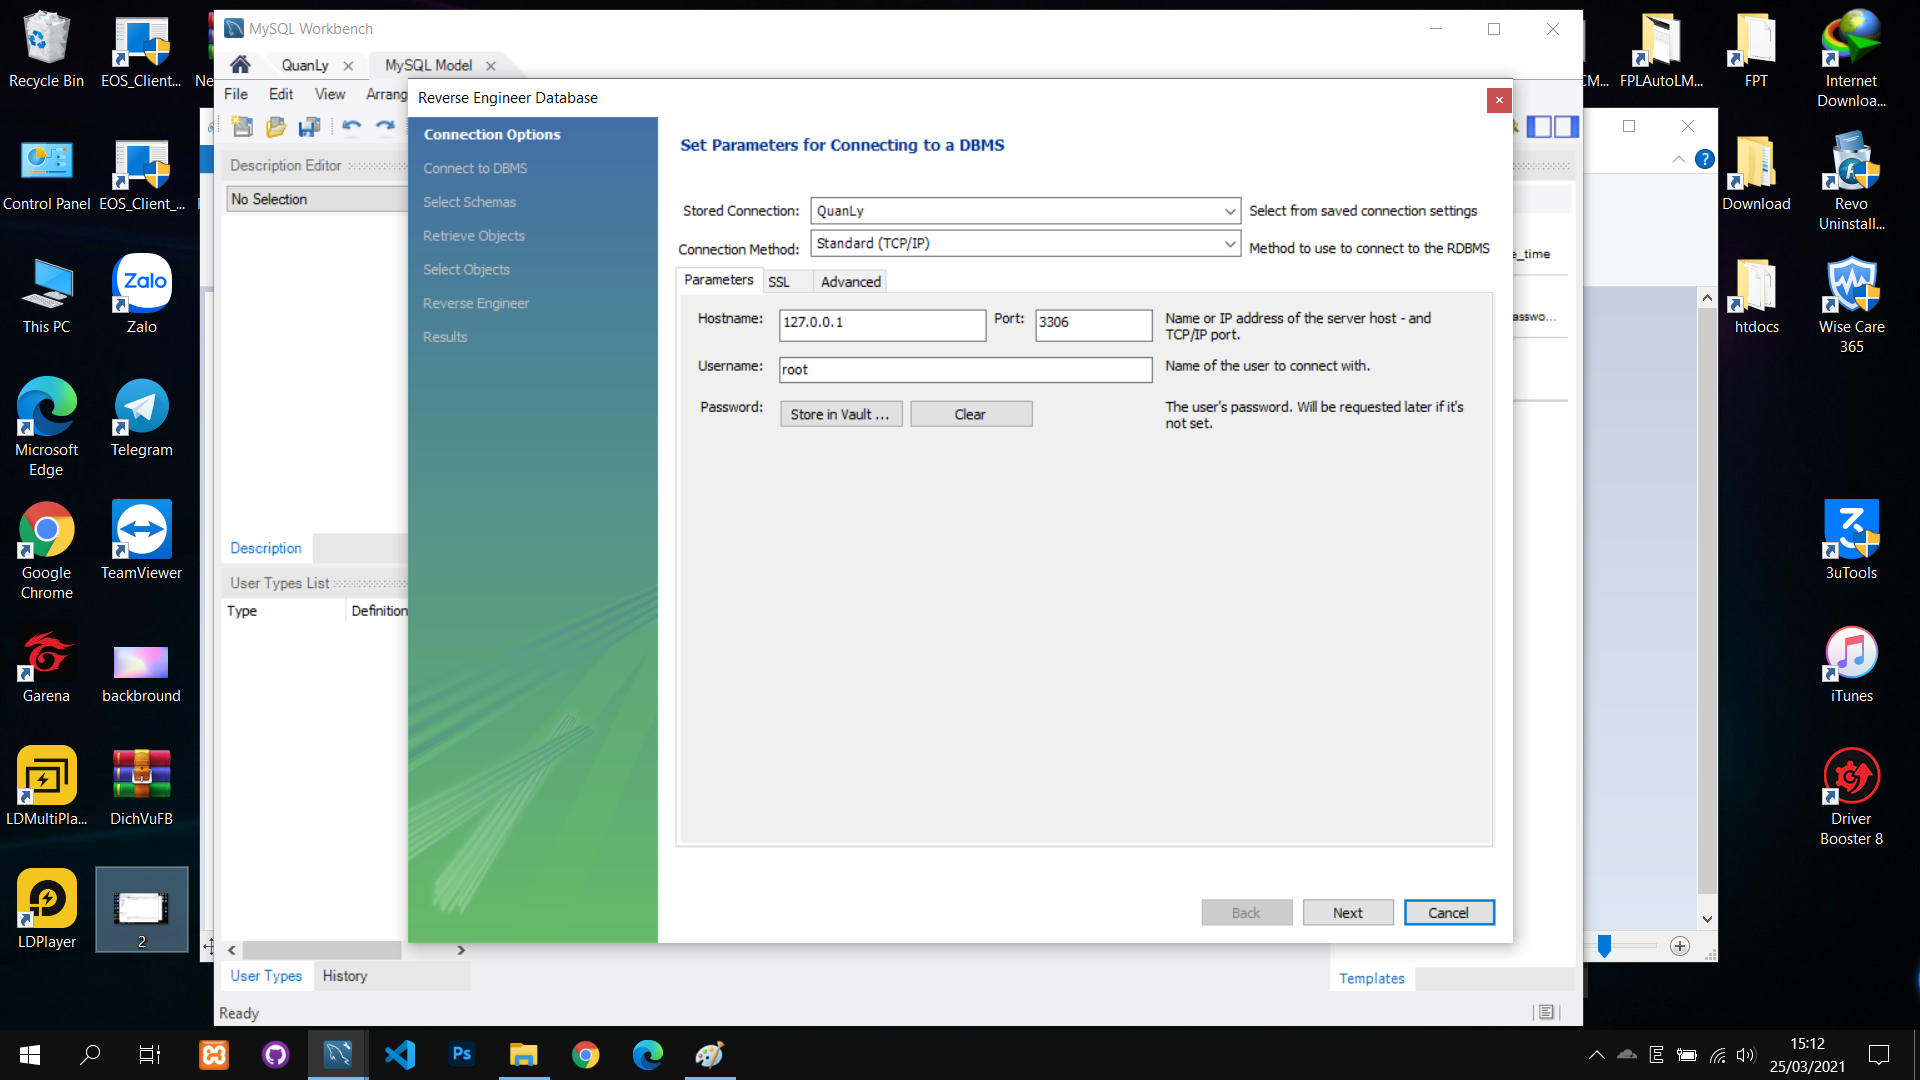 MySQL Workbench
QuanLy
MySQL Model
File Edit View Arrang
Description Editor
No Selection
Description
User Types List
Type Definition
User Types History
Ready
Templates
Reverse Engineer Database
Connection Options
Connect to DBMS
Select Schemas
Retrieve Objects
Select Objects
Reverse Engineer
Results
Set Parameters for Connecting to a DBMS
Stored Connection: QuanLy Select from saved connection settings
Connection Method: Standard (TCP/IP) Method to use to connect to the RDBMS
Parameters SSL Advanced
Hostname: 127.0.0.1 Port: 3306 Name or IP address of the server host - and
TCP/IP port.
Username: root Name of the user to connect with.
Password: Store in Vault ... Clear The user's password. Will be requested later if it's
not set.
Back Next Cancel
e_time
asswo...
Recycle Bin
EOS_Client...
Ne
Control Panel
EOS_Client_...
This PC
Zalo
Zalo
Microsoft
Edge
Telegram
Google
Chrome
TeamViewer
Garena
backbround
LDMultiPla...
DichVuFB
LDPlayer
2
CM...
FPLAutoLM...
FPT
Internet
Downloa...
Download
Revo
Uninstall...
htdocs
Wise Care
365
3uTools
iTunes
Driver
Booster 8
?
Ps
E
15:12
25/03/2021